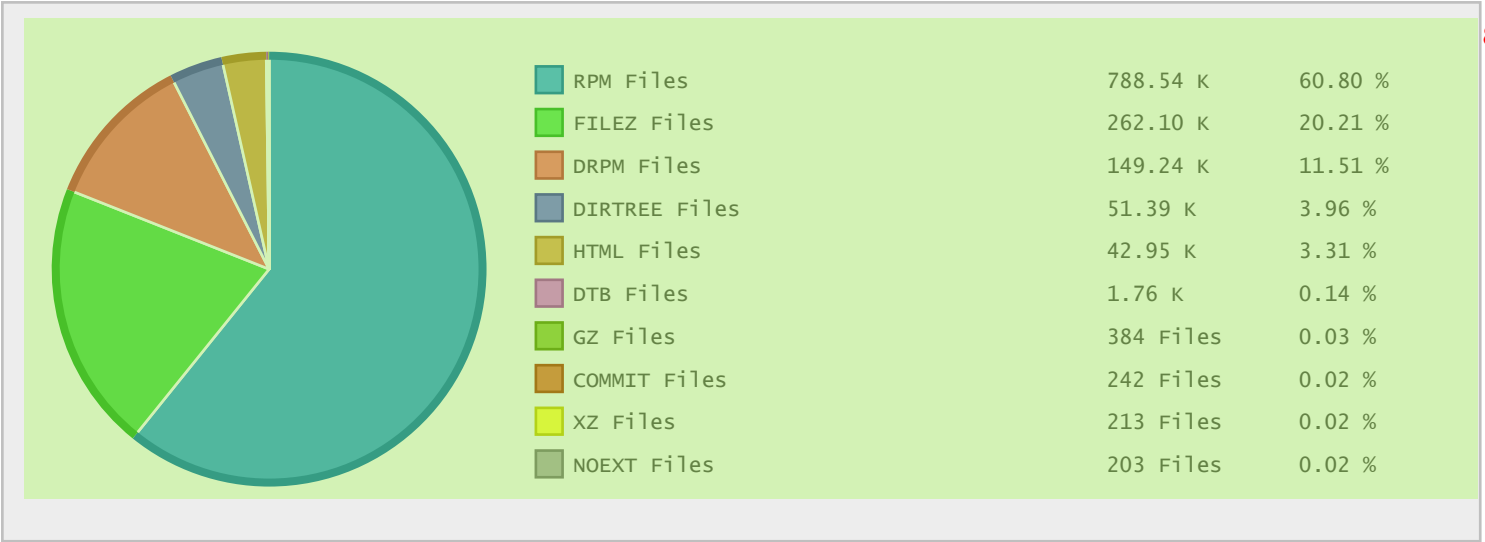 RPM Files 788.54 K 60.80 %
FILEZ Files 262.10 K 20.21 %
DRPM Files 149.24 K 11.51 %
DIRTREE Files 51.39 K 3.96 %
HTML Files 42.95 K 3.31 %
DTB Files 1.76 K 0.14 %
GZ Files 384 Files 0.03 %
COMMIT Files 242 Files 0.02 %
XZ Files 213 Files 0.02 %
NOEXT Files 203 Files 0.02 %